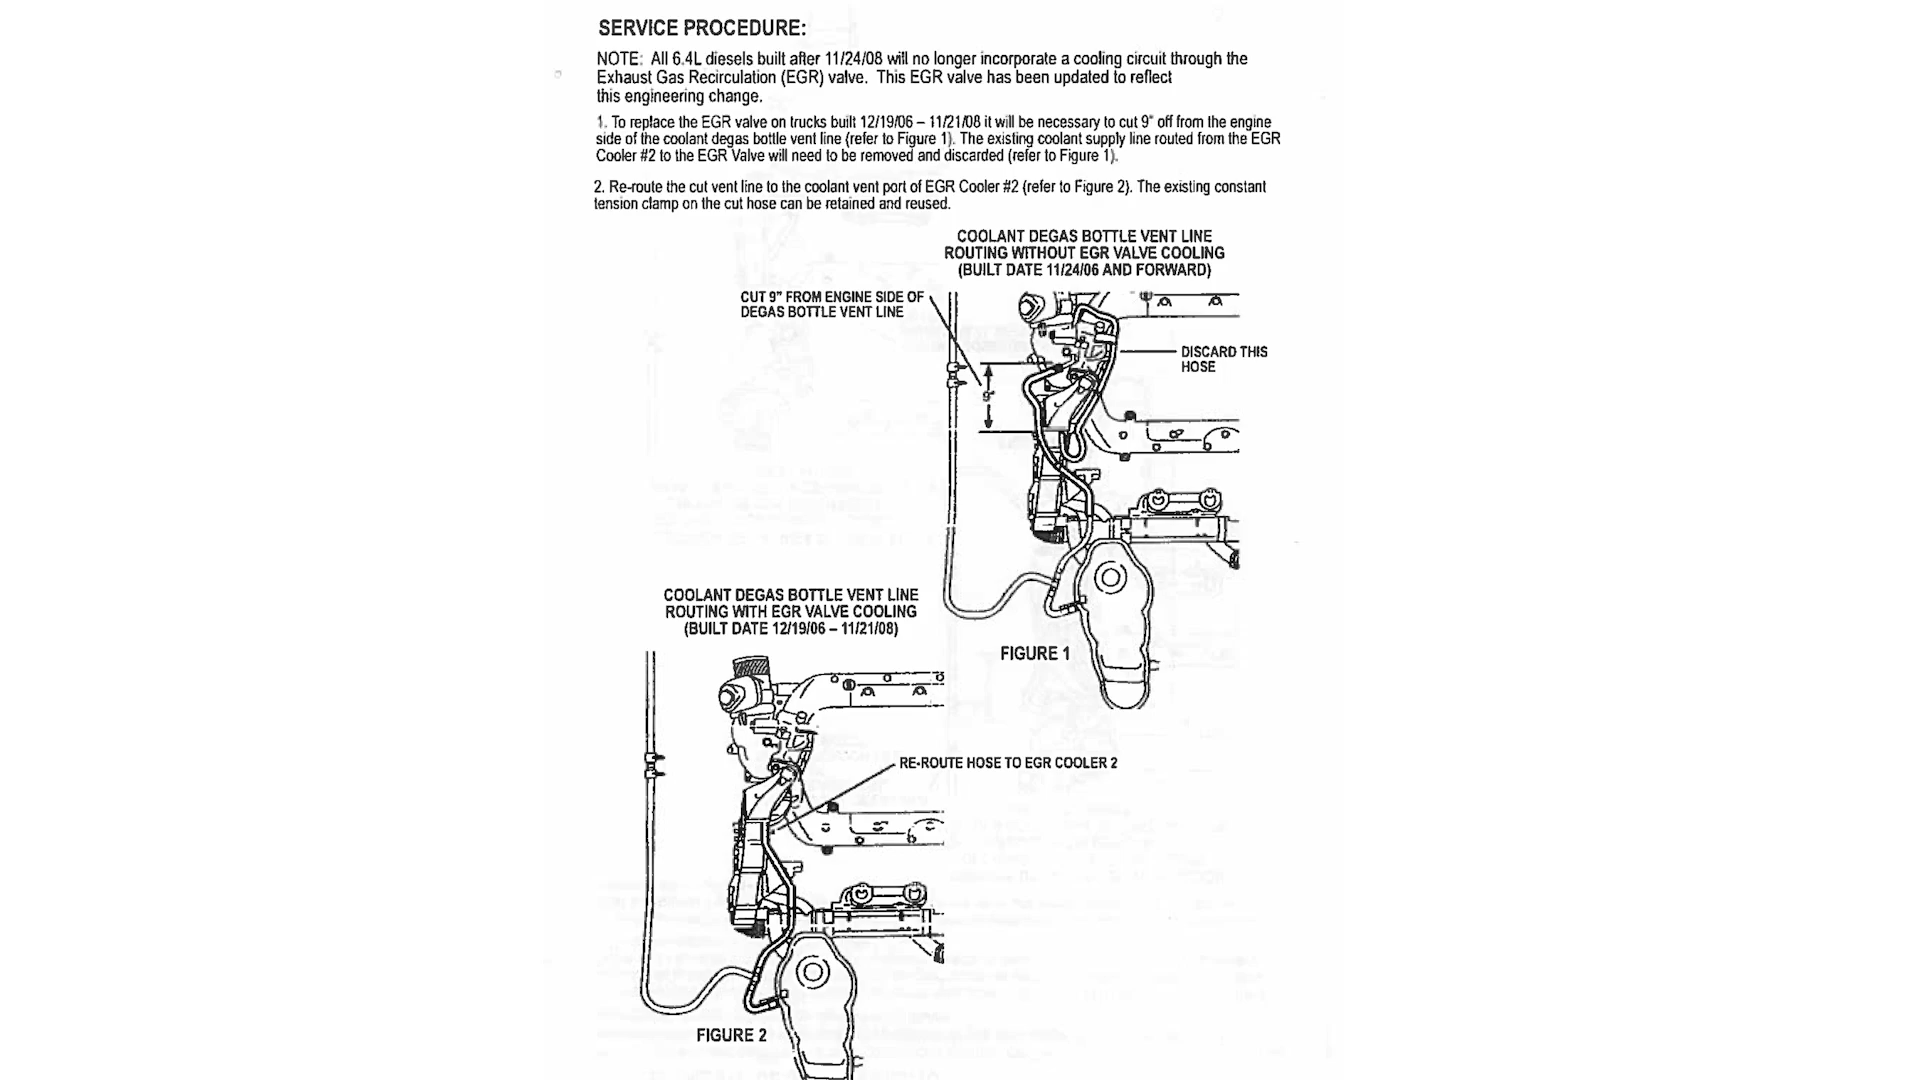 SERVICE PROCEDURE:
NOTE: All 6.4L diesels built after 11/24/08 will no longer incorporate a cooling circuit through the
Exhaust Gas Recirculation (EGR) valve. This EGR valve has been updated to reflect
this engineering change.
1. To replace the EGR valve on trucks built 12/19/06 – 11/21/08 it will be necessary to cut 9" off from the engine
side of the coolant degas bottle vent line (refer to Figure 1). The existing coolant supply line routed from the EGR
Cooler #2 to the EGR Valve will need to be removed and discarded (refer to Figure 1).
2. Re-route the cut vent line to the coolant vent port of EGR Cooler #2 (refer to Figure 2). The existing constant
tension clamp on the cut hose can be retained and reused.
COOLANT DEGAS BOTTLE VENT LINE
ROUTING WITHOUT EGR VALVE COOLING
(BUILT DATE 11/24/06 AND FORWARD)
CUT 9" FROM ENGINE SIDE OF
DEGAS BOTTLE VENT LINE
DISCARD THIS
HOSE
9"
FIGURE 1
COOLANT DEGAS BOTTLE VENT LINE
ROUTING WITH EGR VALVE COOLING
(BUILT DATE 12/19/06 – 11/21/08)
RE-ROUTE HOSE TO EGR COOLER 2
FIGURE 2